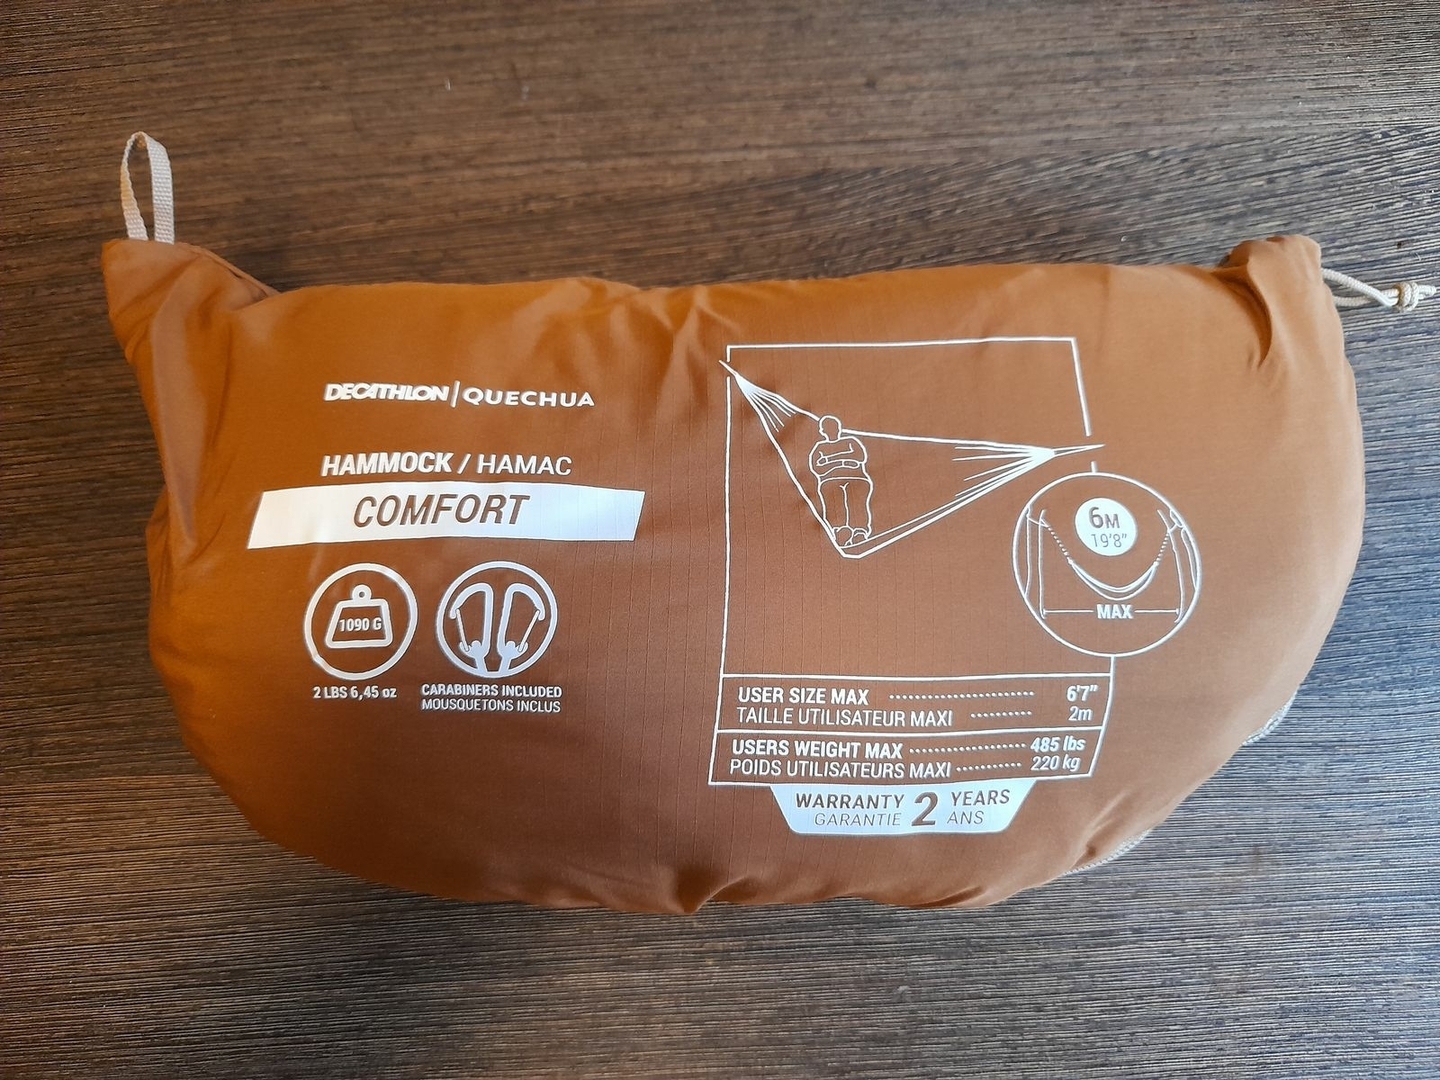 DECATHLON | QUECHUA
HAMMOCK / HAMAC
COMFORT
1090 G
2 LBS 6,45 oz
CARABINERS INCLUDED
MOUSQUETONS INCLUS
6M
19'8"
MAX
USER SIZE MAX ........................ 6'7"
TAILLE UTILISATEUR MAXI .......... 2m
USERS WEIGHT MAX .................... 485 lbs
POIDS UTILISATEURS MAXI ........... 220 kg
WARRANTY 2 YEARS
GARANTIE ANS